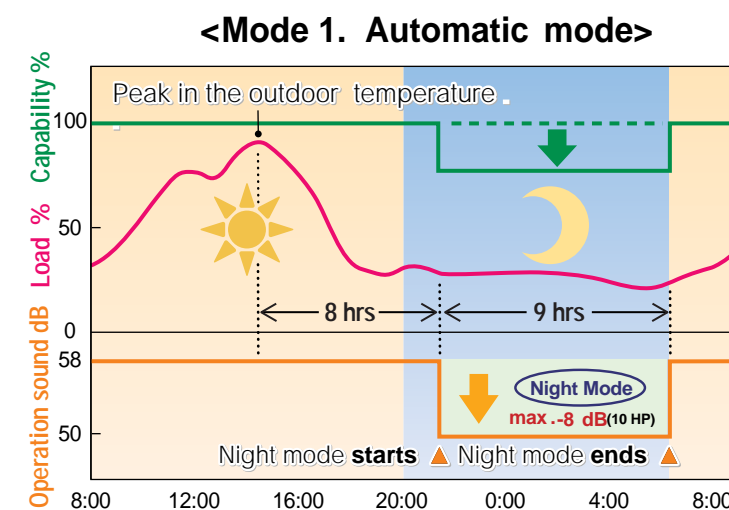 <Mode 1. Automatic mode>
Capability %
Load %
Operation sound dB
Peak in the outdoor temperature
100
50
0
58
50
8 hrs
9 hrs
Night Mode
max.-8 dB(10 HP)
Night mode starts
Night mode ends
8:00 12:00 16:00 20:00 0:00 4:00 8:00